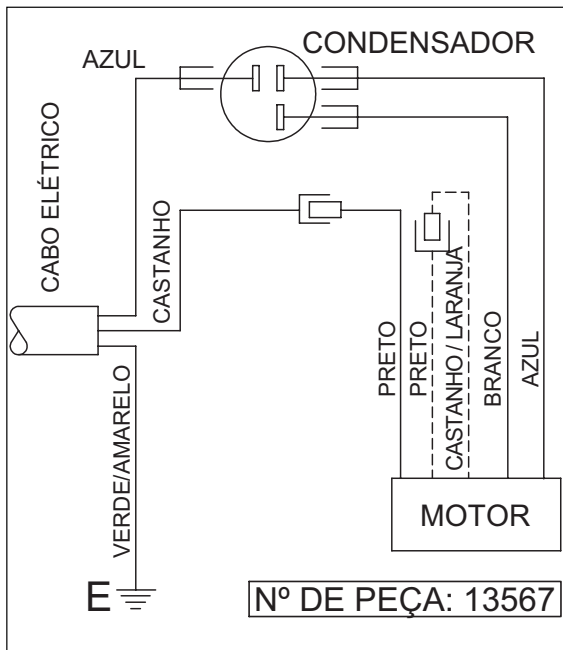 CONDENSADOR
AZUL
CABO ELÉTRICO
CASTANHO
VERDE/AMARELO
PRETO
PRETO
CASTANHO / LARANJA
BRANCO
AZUL
MOTOR
E
Nº DE PEÇA: 13567